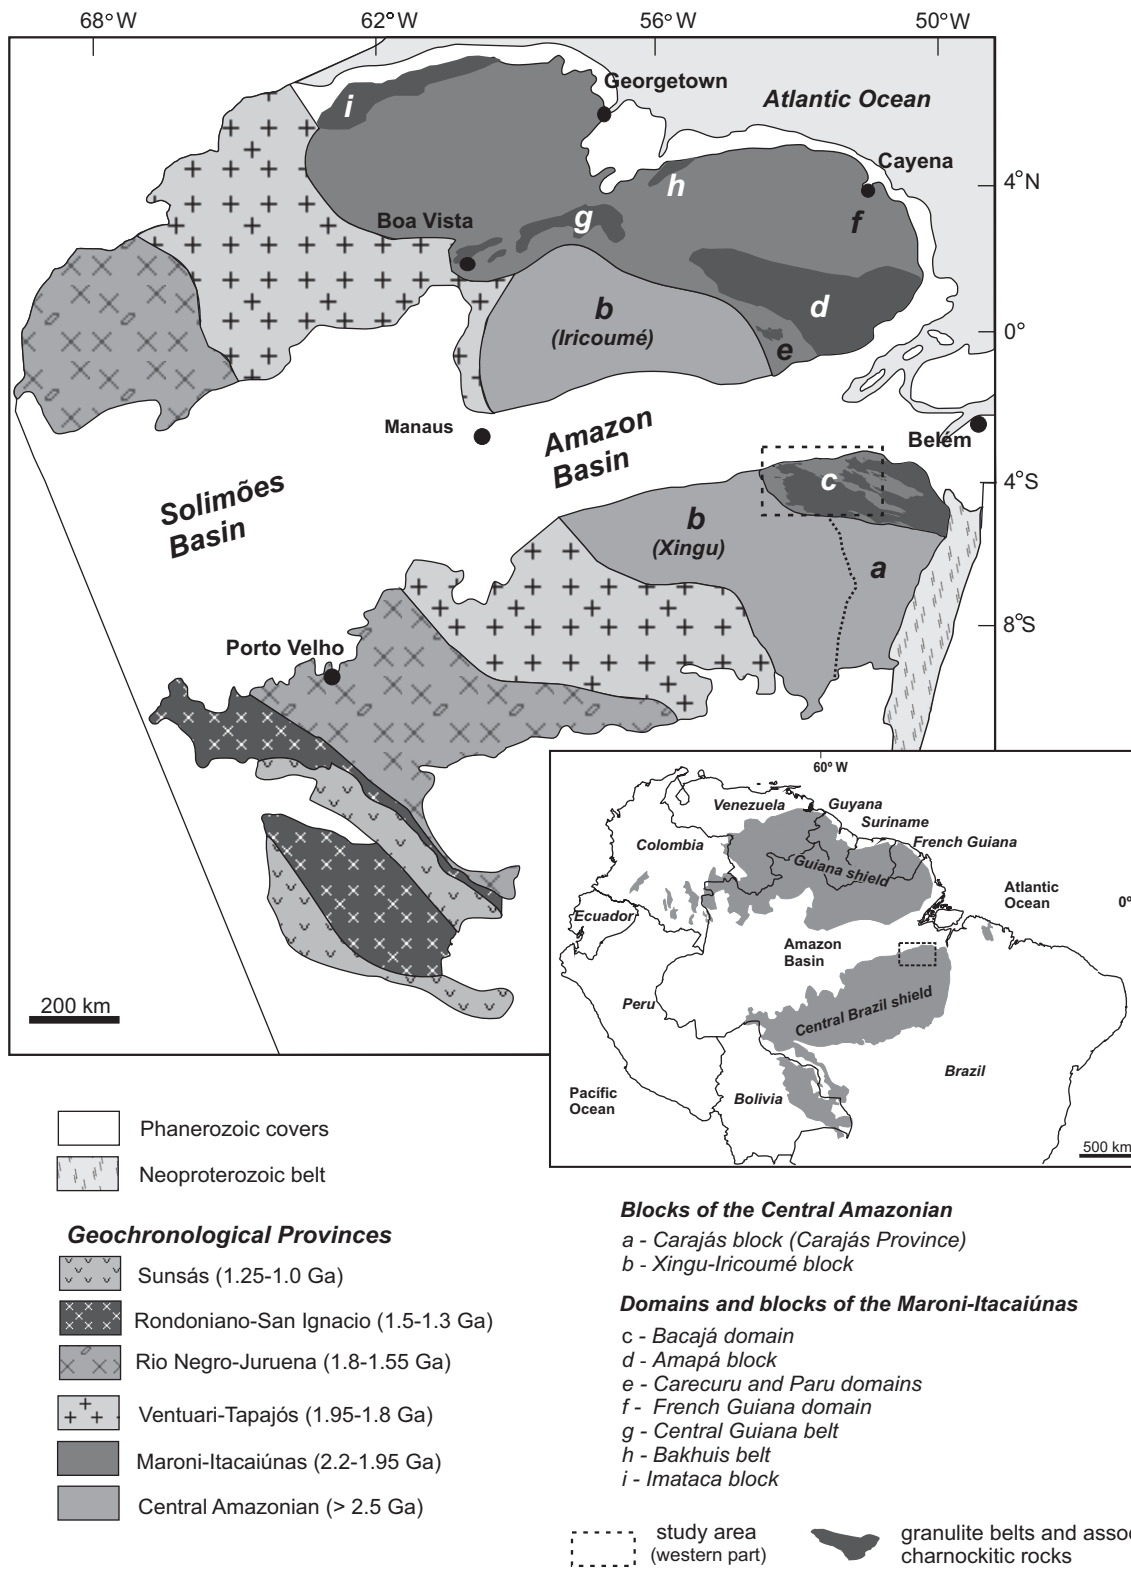 68°W 62°W 56°W 50°W
Georgetown
Atlantic Ocean
i
Cayena
h
4°N
Boa Vista
g
f
b
(Iricoumé)
d
0°
e
Manaus
Amazon
Basin
Belém
Solimões
Basin
c
4°S
b
(Xingu)
a
8°S
Porto Velho
200 km
60° W
Venezuela
Guyana
Suriname
Colombia
French Guiana
Guiana shield
Atlantic
Ocean
0°
Ecuador
Amazon
Basin
Peru
Central Brazil shield
Brazil
Pacífic
Ocean
Bolivia
500 km
Phanerozoic covers
Neoproterozoic belt
Geochronological Provinces
Sunsás (1.25-1.0 Ga)
Rondoniano-San Ignacio (1.5-1.3 Ga)
Rio Negro-Juruena (1.8-1.55 Ga)
Ventuari-Tapajós (1.95-1.8 Ga)
Maroni-Itacaiúnas (2.2-1.95 Ga)
Central Amazonian (> 2.5 Ga)
Blocks of the Central Amazonian
a - Carajás block (Carajás Province)
b - Xingu-Iricoumé block
Domains and blocks of the Maroni-Itacaiúnas
c - Bacajá domain
d - Amapá block
e - Carecuru and Paru domains
f - French Guiana domain
g - Central Guiana belt
h - Bakhuis belt
i - Imataca block
study area
(western part)
granulite belts and asso
charnockitic rocks